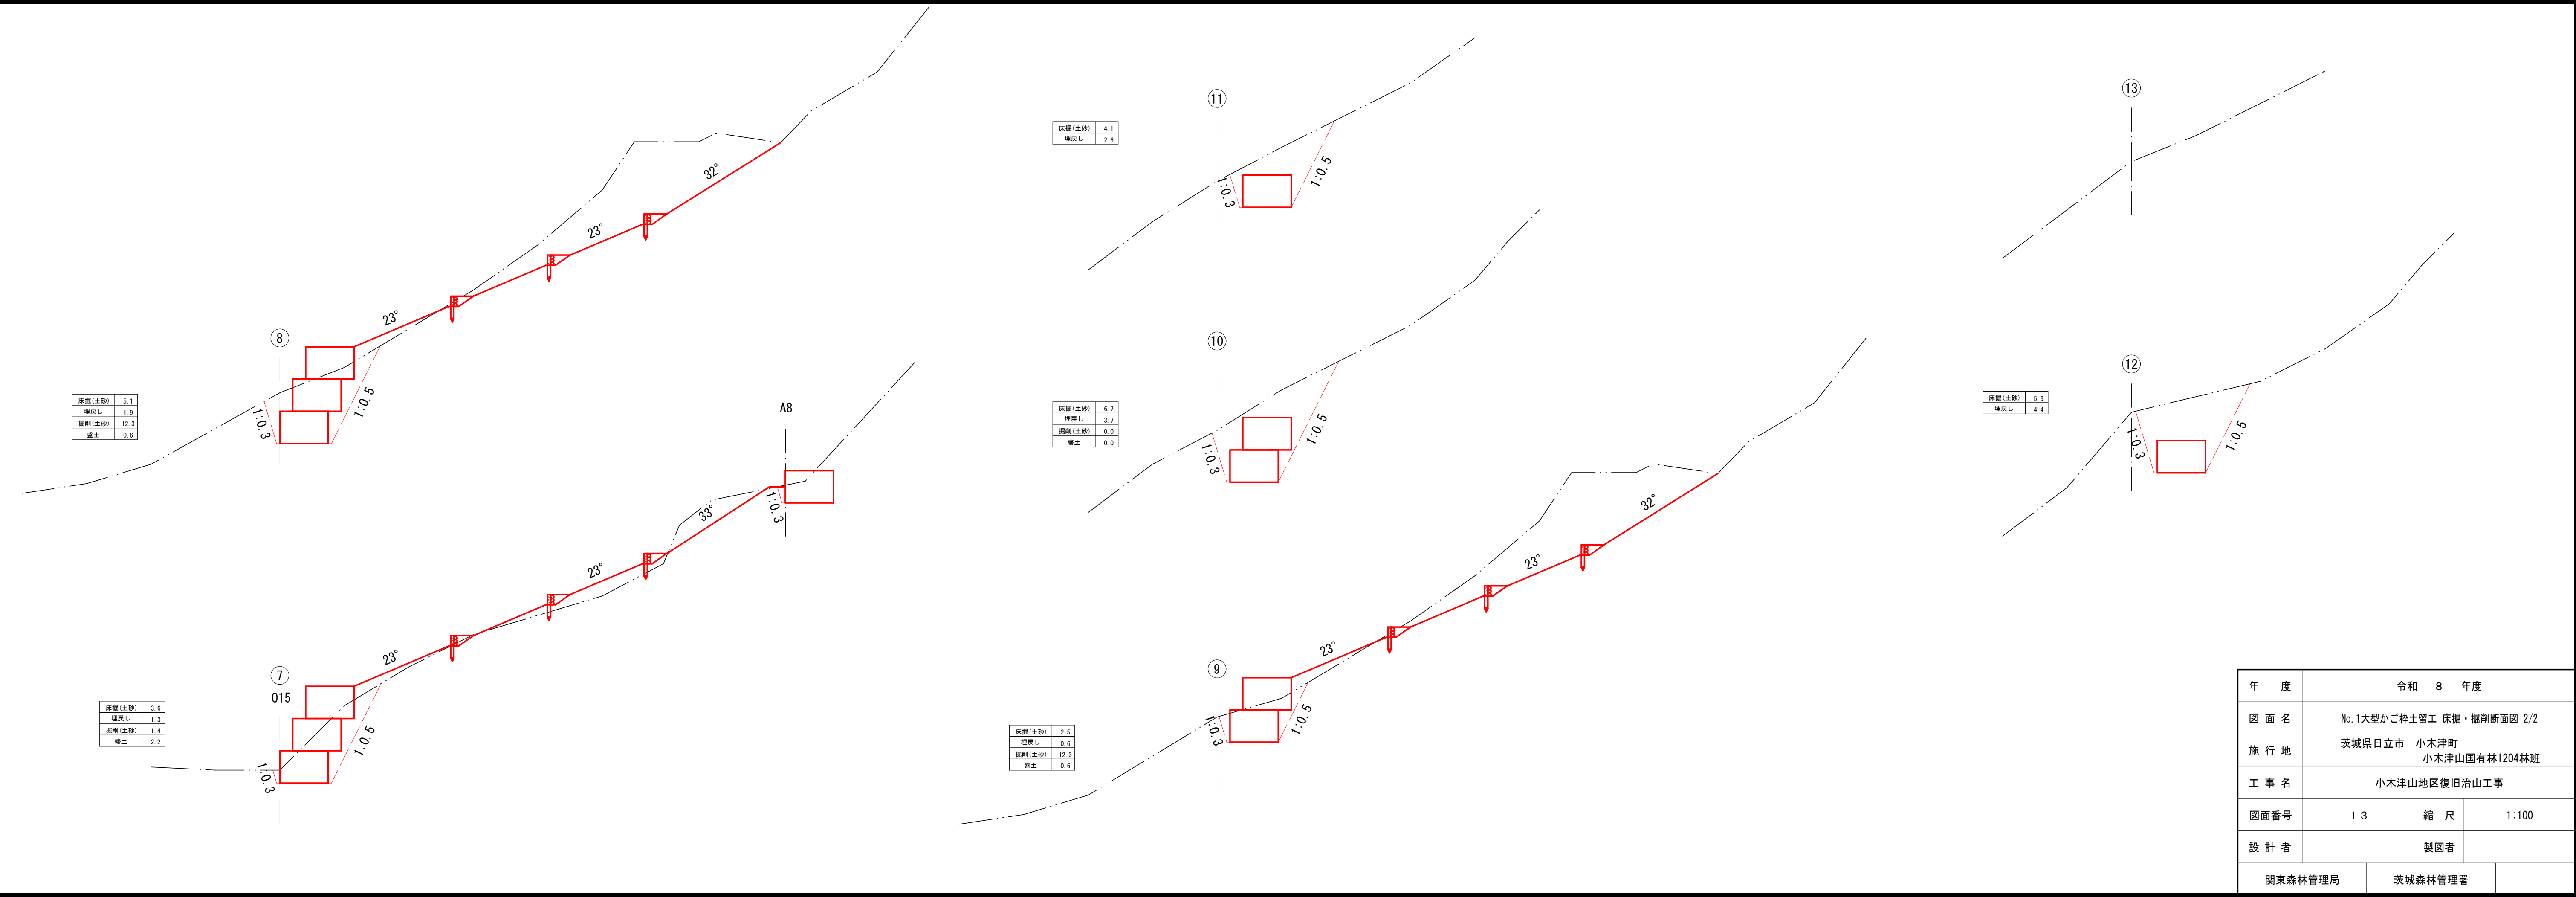 8
32°
23°
23°
1:0.3
1:0.5
床掘(土砂) 5.1
埋戻し 1.9
掘削(土砂) 12.3
盛土 0.6
A8
1:0.3
33°
23°
23°
7
015
1:0.3
1:0.5
床掘(土砂) 3.6
埋戻し 1.3
掘削(土砂) 1.4
盛土 2.2
11
床掘(土砂) 4.1
埋戻し 2.6
1:0.3
1:0.5
10
床掘(土砂) 6.7
埋戻し 3.7
掘削(土砂) 0.0
盛土 0.0
1:0.3
1:0.5
32°
23°
23°
9
1:0.3
1:0.5
床掘(土砂) 2.5
埋戻し 0.6
掘削(土砂) 12.3
盛土 0.6
13
12
床掘(土砂) 5.9
埋戻し 4.4
1:0.3
1:0.5
年 度 令和 8 年度
図面名 No.1大型かご枠土留工 床掘・掘削断面図 2/2
施行地 茨城県日立市 小木津町
小木津山国有林1204林班
工事名 小木津山地区復旧治山工事
図面番号 13 縮尺 1:100
設計者 製図者
関東森林管理局 茨城森林管理署